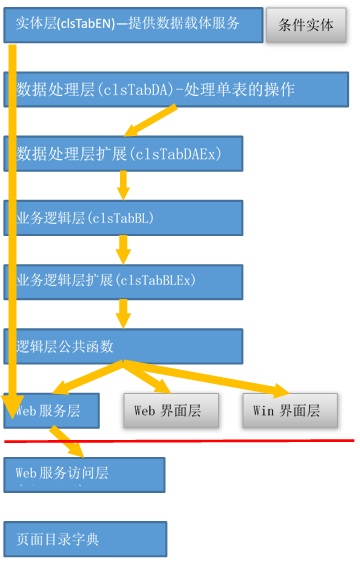 实体层(clsTabEN)—提供数据载体服务
条件实体
数据处理层(clsTabDA)-处理单表的操作
数据处理层扩展(clsTabDAEx)
业务逻辑层(clsTabBL)
业务逻辑层扩展(clsTabBLEx)
逻辑层公共函数
Web服务层
Web 界面层
Win 界面层
Web服务访问层
页面目录字典